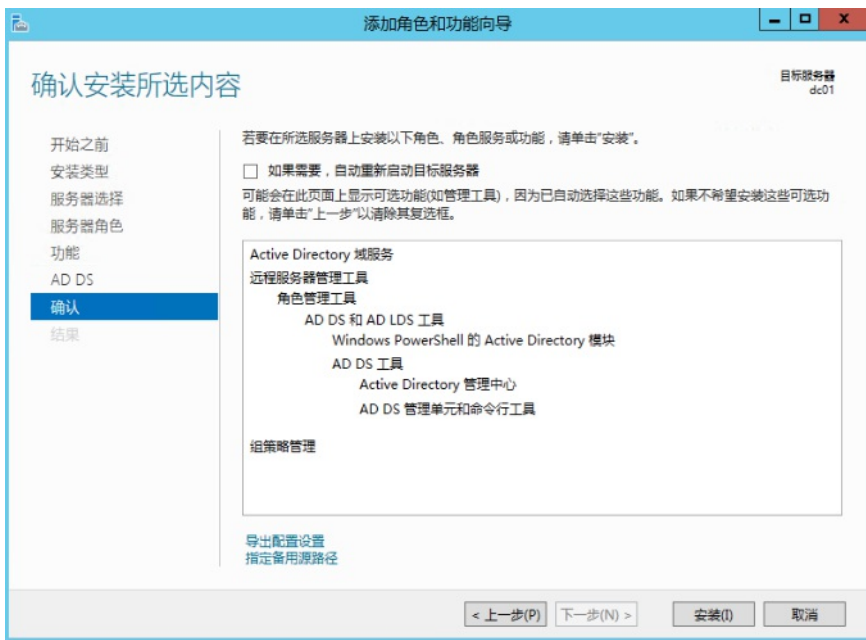 添加角色和功能向导
确认安装所选内容
目标服务器
dc01
开始之前
安装类型
服务器选择
服务器角色
功能
AD DS
确认
结果
若要在所选服务器上安装以下角色、角色服务或功能，请单击"安装"。
如果需要，自动重新启动目标服务器
可能会在此页面上显示可选功能(如管理工具)，因为已自动选择这些功能。如果不希望安装这些可选功
能，请单击"上一步"以清除其复选框。
Active Directory 域服务
远程服务器管理工具
角色管理工具
AD DS 和 AD LDS 工具
Windows PowerShell 的 Active Directory 模块
AD DS 工具
Active Directory 管理中心
AD DS 管理单元和命令行工具
组策略管理
导出配置设置
指定备用源路径
< 上一步(P)
下一步(N) >
安装(I)
取消